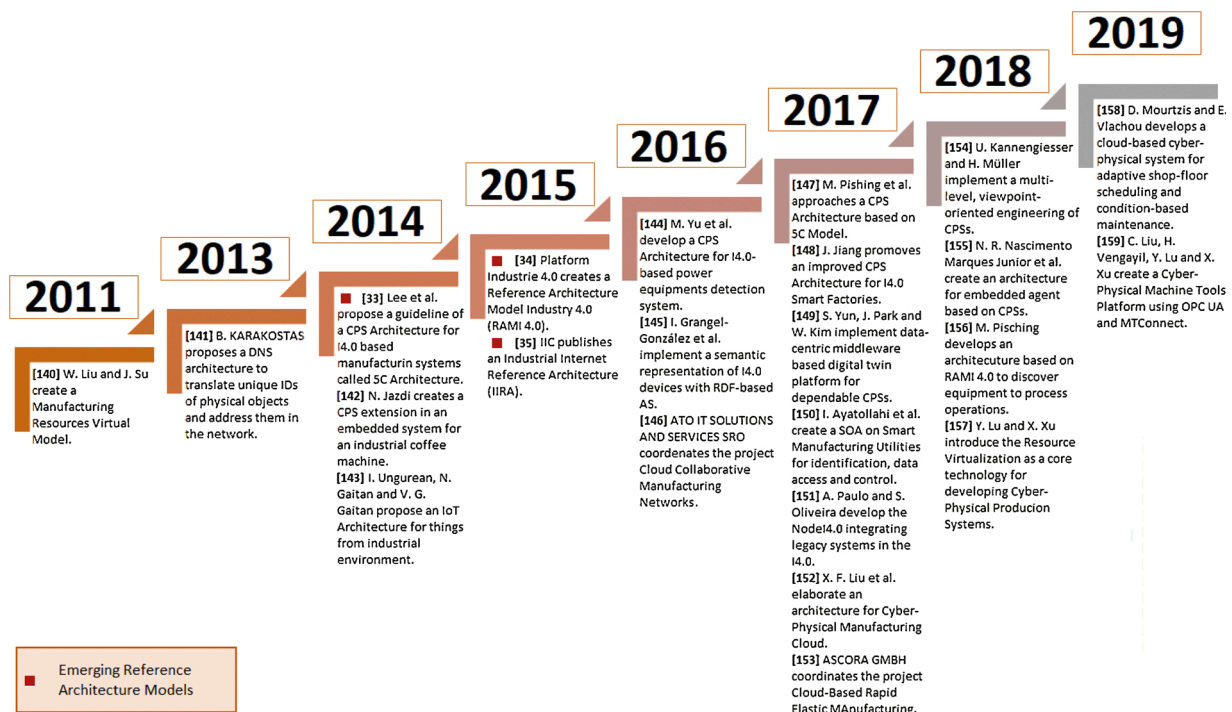 2011
[140] W. Liu and J. Su
create a
Manufacturing
Resources Virtual
Model.
2013
[141] B. KARAKOSTAS
proposes a DNS
architecture to
translate unique IDs
of physical objects
and address them in
the network.
2014
[33] Lee et al.
propose a guideline of
a CPS Architecture for
I4.0 based
manufacturin systems
called 5C Architecture.
[142] N. Jazdi creates a
CPS extension in an
embedded system for
an industrial coffee
machine.
[143] I. Ungurean, N.
Gaitan and V. G.
Gaitan propose an IoT
Architecture for things
from industrial
environment.
2015
[34] Platform
Industrie 4.0 creates a
Reference Architecture
Model Industry 4.0
(RAMI 4.0).
[35] IIC publishes
an Industrial Internet
Reference Architecture
(IIRA).
2016
[144] M. Yu et al.
develop a CPS
Architecture for I4.0-
based power
equipments detection
system.
[145] I. Grangel-
González et al.
implement a semantic
representation of I4.0
devices with RDF-based
AS.
[146] ATO IT SOLUTIONS
AND SERVICES SRO
coordenates the project
Cloud Collaborative
Manufacturing
Networks.
2017
[147] M. Pishing et al.
approaches a CPS
Architecture based on
5C Model.
[148] J. Jiang promoves
an improved CPS
Architecture for I4.0
Smart Factories.
[149] S. Yun, J. Park and
W. Kim implement data-
centric middleware
based digital twin
platform for
dependable CPSs.
[150] I. Ayatollahi et al.
create a SOA on Smart
Manufacturing Utilities
for identification, data
access and control.
[151] A. Paulo and S.
Oliveira develop the
NodeI4.0 integrating
legacy systems in the
I4.0.
[152] X. F. Liu et al.
elaborate an
architecture for Cyber-
Physical Manufacturing
Cloud.
[153] ASCORA GMBH
coordinates the project
Cloud-Based Rapid
Elastic MAnufacturing.
2018
[154] U. Kannengiesser
and H. Müller
implement a multi-
level, viewpoint-
oriented engineering of
CPSs.
[155] N. R. Nascimento
Marques Junior et al.
create an architecture
for embedded agent
based on CPSs.
[156] M. Pisching
develops an
architecuture based on
RAMI 4.0 to discover
equipment to process
operations.
[157] Y. Lu and X. Xu
introduce the Resource
Virtualization as a core
technology for
developing Cyber-
Physical Producion
Systems.
2019
[158] D. Mourtzis and E.
Vlachou develops a
cloud-based cyber-
physical system for
adaptive shop-floor
scheduling and
condition-based
maintenance.
[159] C. Liu, H.
Vengayil, Y. Lu and X.
Xu create a Cyber-
Physical Machine Tools
Platform using OPC UA
and MTConnect.
Emerging Reference
Architecture Models